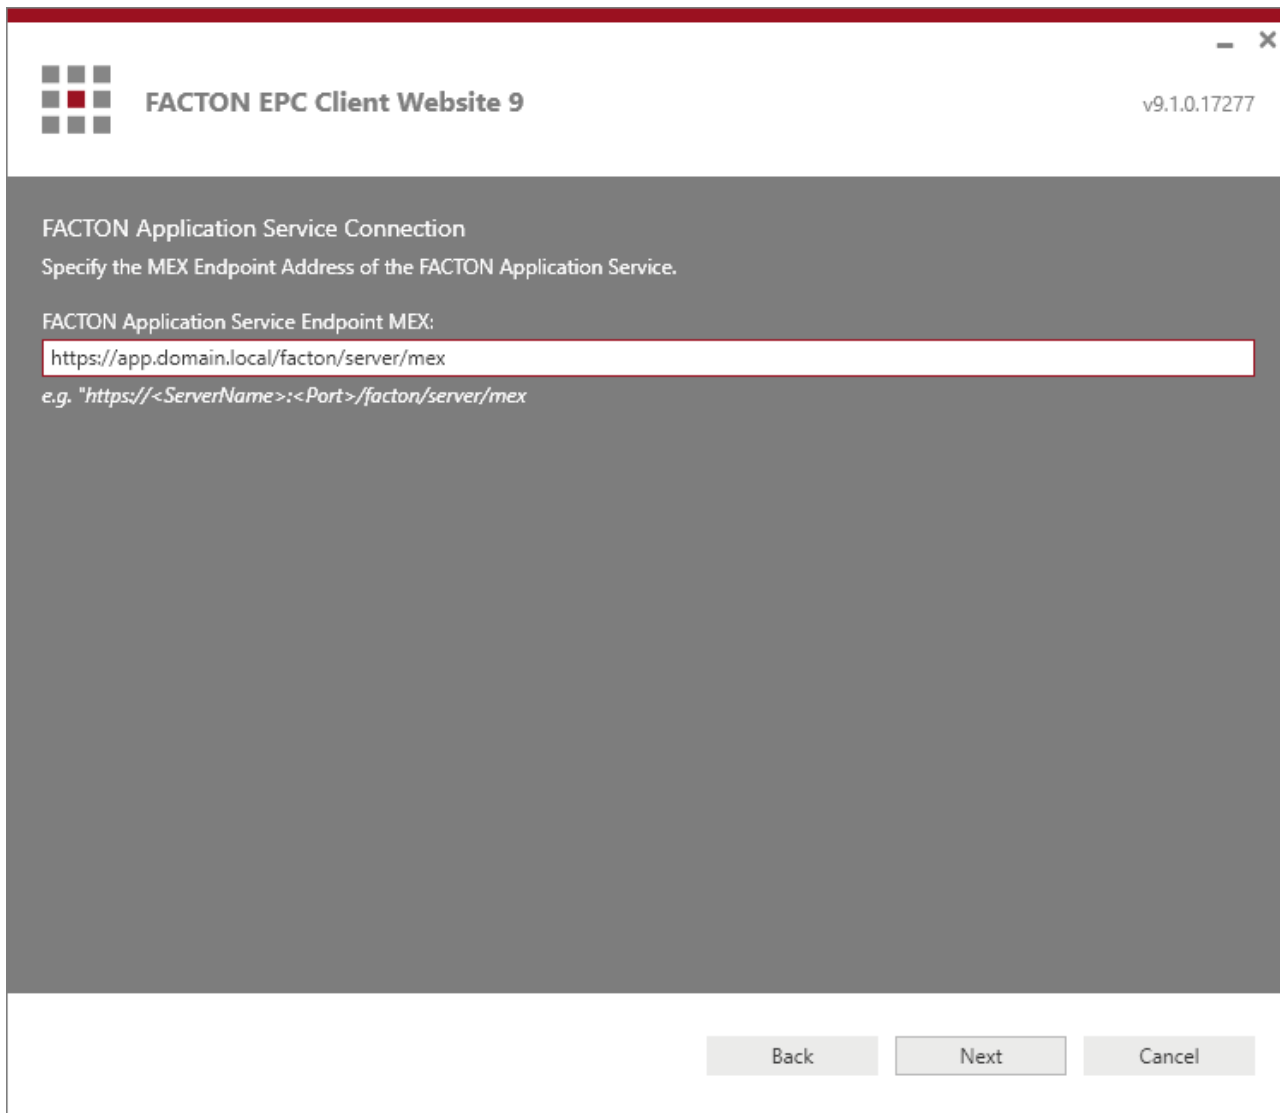 FACTON EPC Client Website 9
v9.1.0.17277
FACTON Application Service Connection
Specify the MEX Endpoint Address of the FACTON Application Service.
FACTON Application Service Endpoint MEX:
https://app.domain.local/facton/server/mex
e.g. "https://<ServerName>:<Port>/facton/server/mex
Back
Next
Cancel